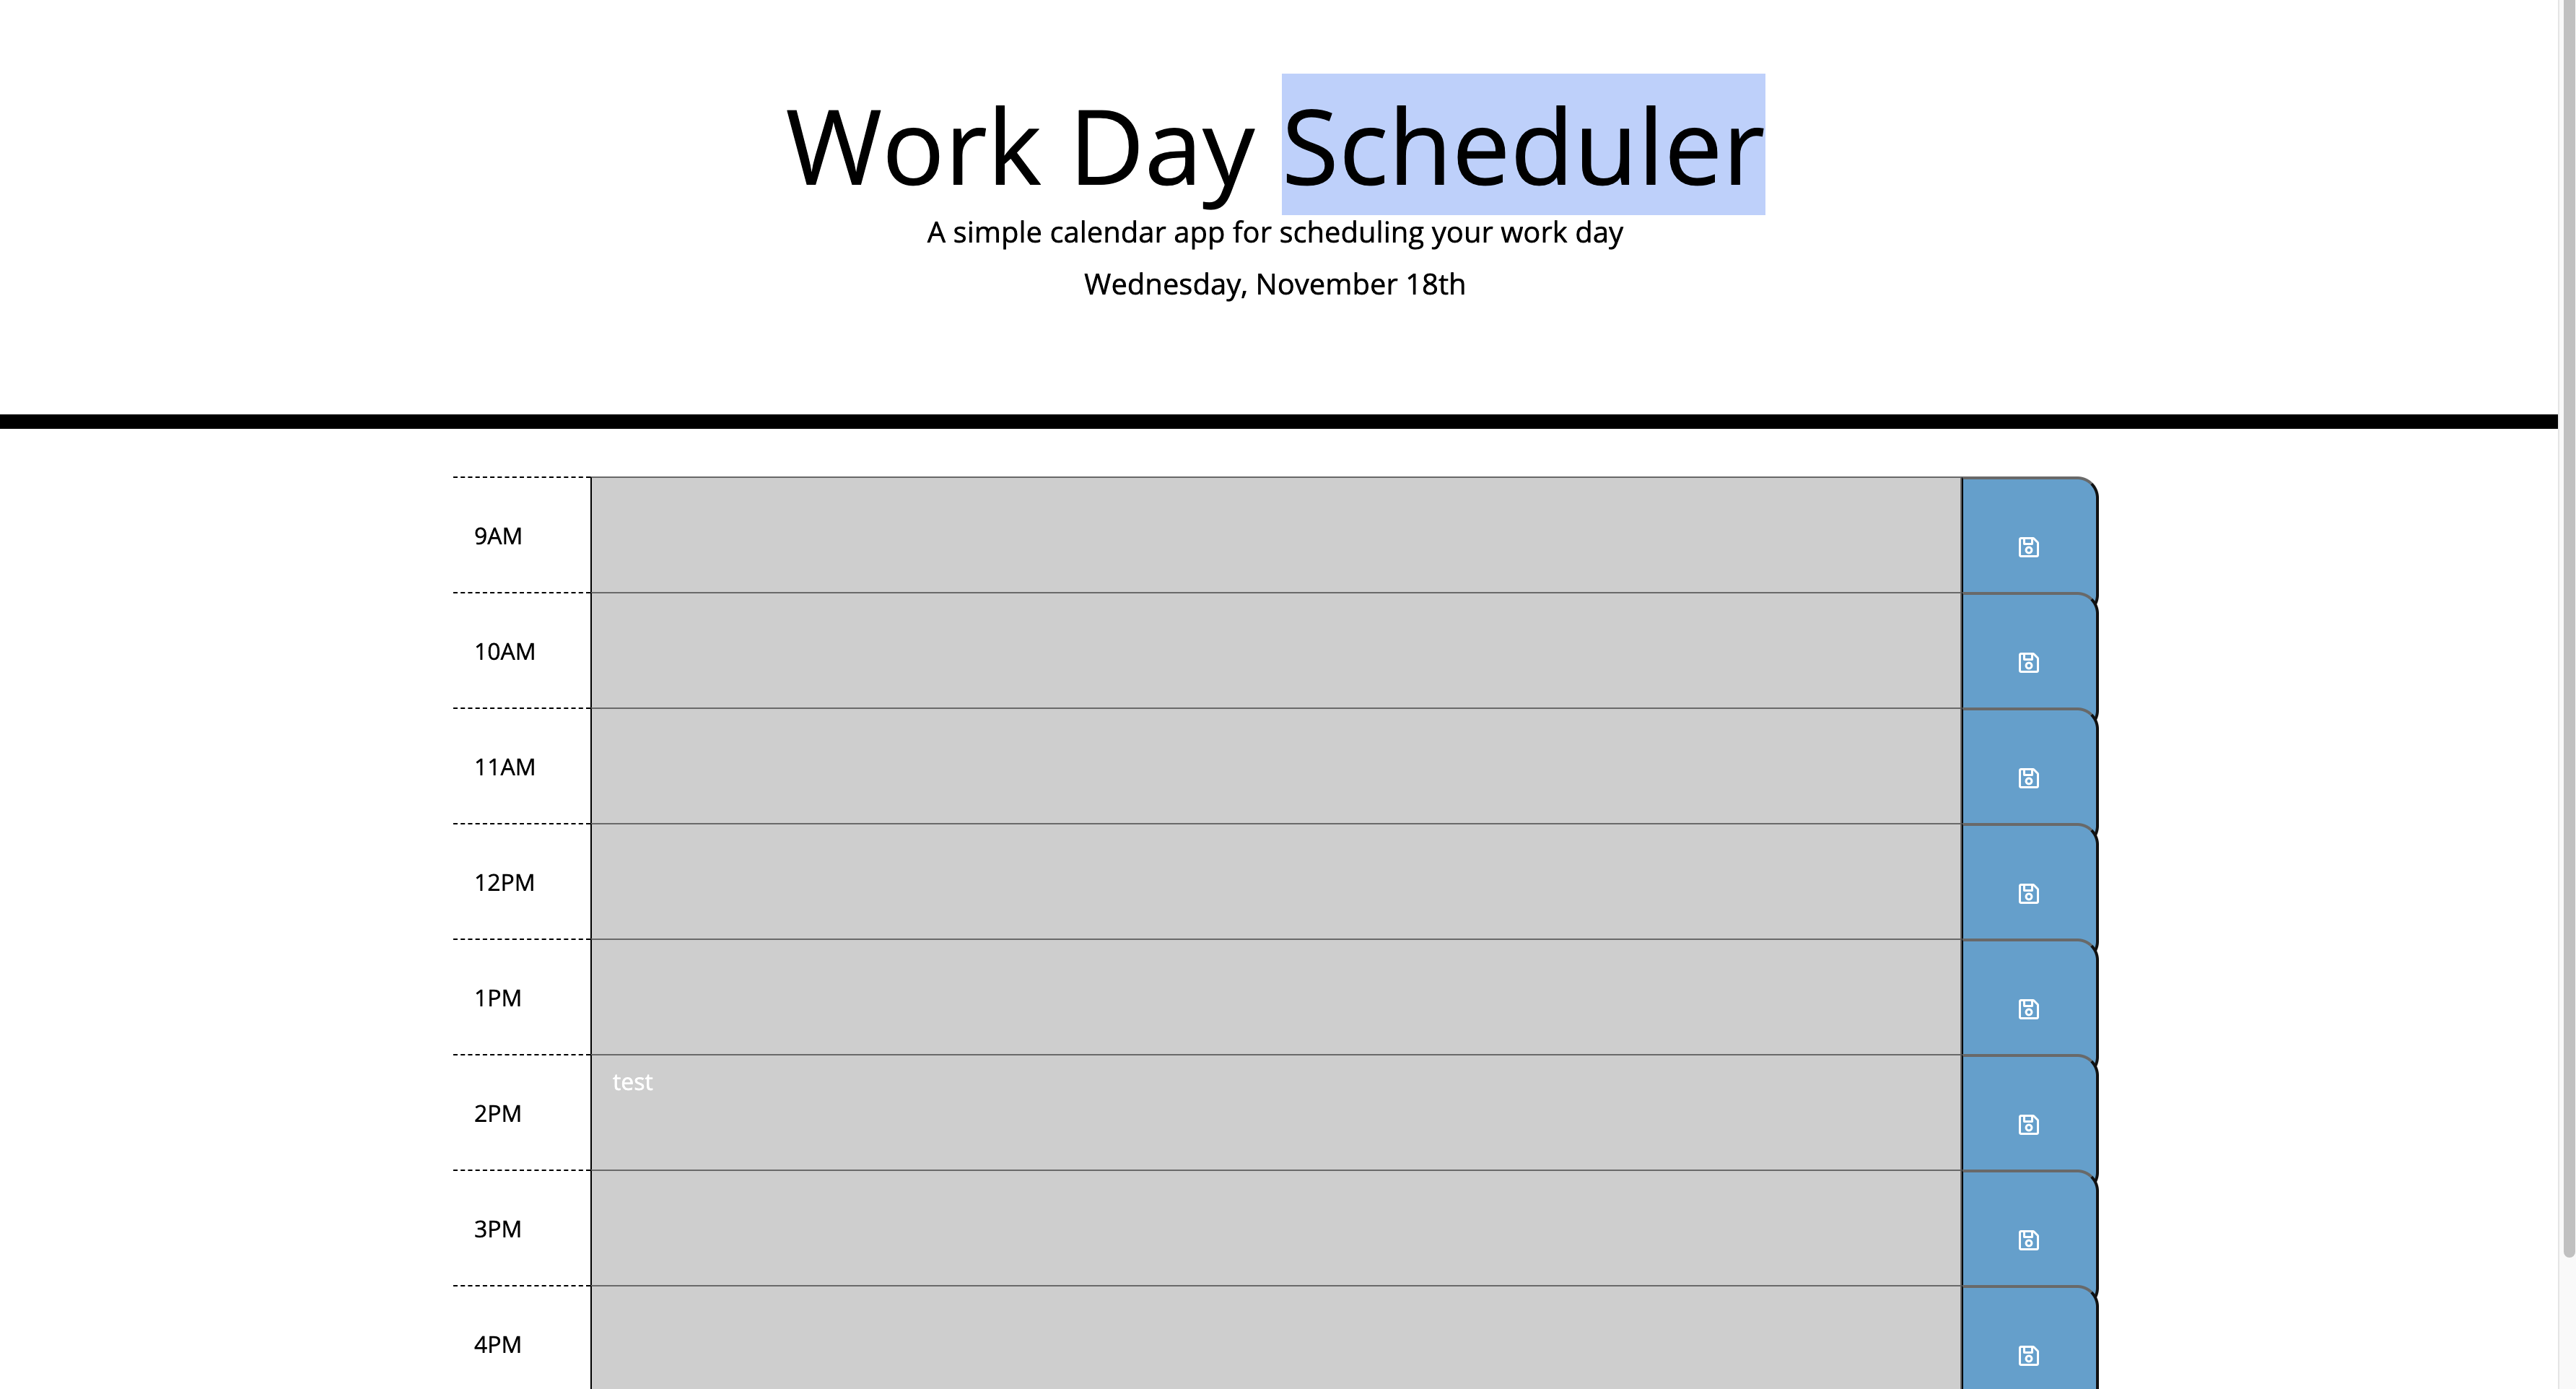 Work Day Scheduler
A simple calendar app for scheduling your work day
Wednesday, November 18th
9AM
10AM
11AM
12PM
1PM
test
2PM
3PM
4PM